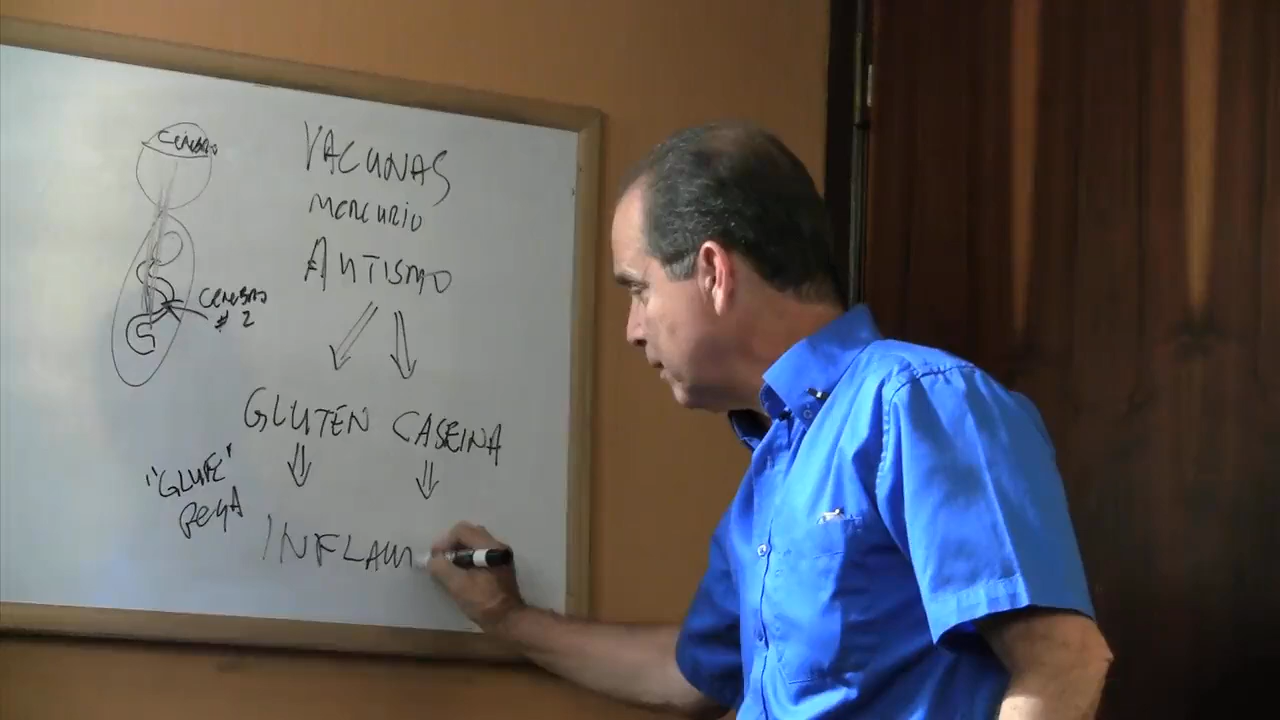 CEREBRO
VACUNAS
MERCURIO
AUTISMO
CEREBRO
# 2
GLUTEN CASEINA
"GLUE"
PEGA
INFLAM